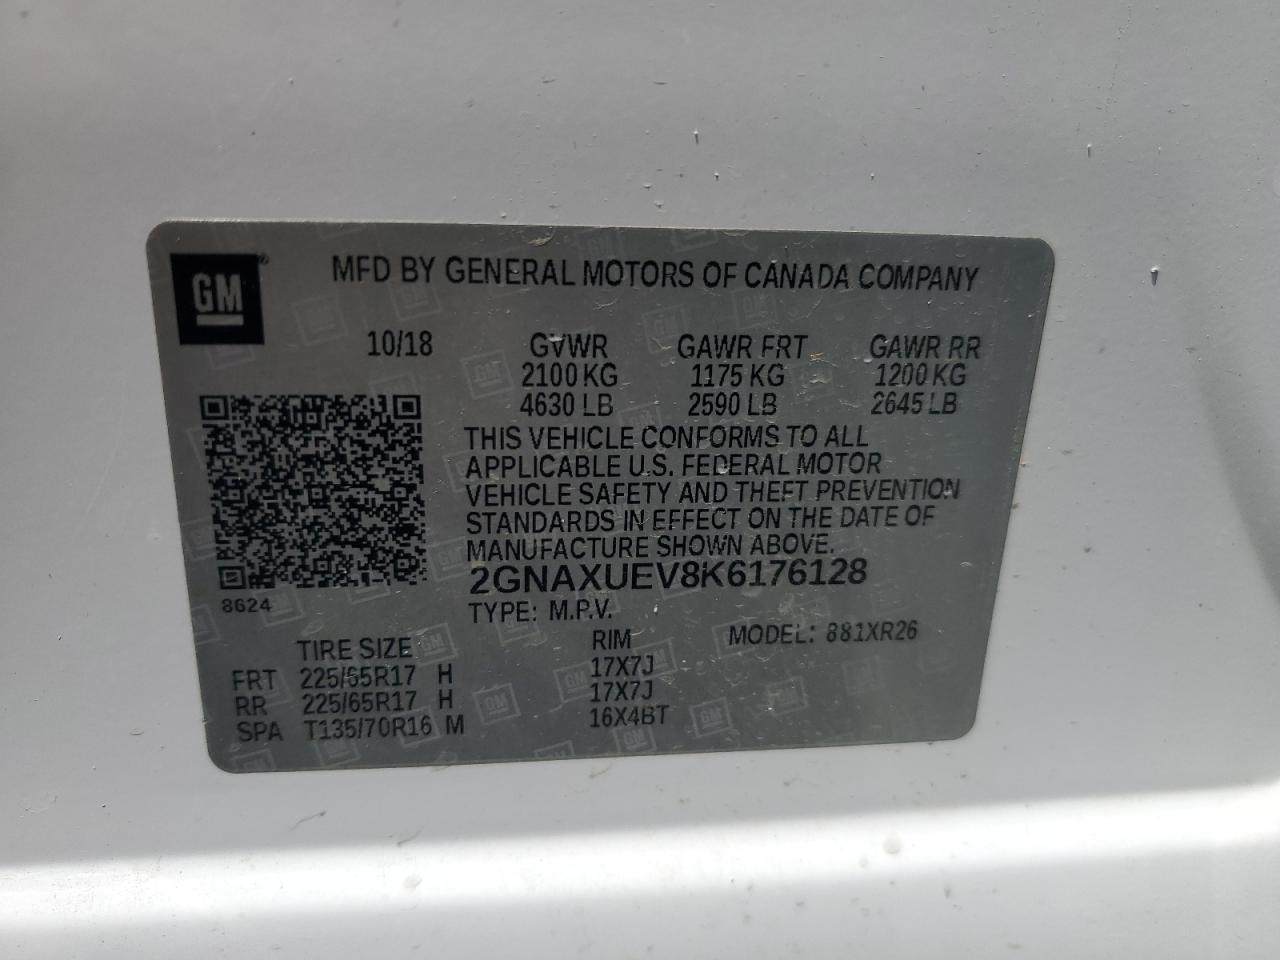 GM®
MFD BY GENERAL MOTORS OF CANADA COMPANY
10/18 GVWR GAWR FRT GAWR RR
2100 KG 1175 KG 1200 KG
4630 LB 2590 LB 2645 LB
THIS VEHICLE CONFORMS TO ALL
APPLICABLE U.S. FEDERAL MOTOR
VEHICLE SAFETY AND THEFT PREVENTION
STANDARDS IN EFFECT ON THE DATE OF
MANUFACTURE SHOWN ABOVE.
2GNAXUEV8K6176128
8624
TYPE: M.P.V.
TIRE SIZE RIM MODEL: 881XR26
FRT 225/65R17 H 17X7J
RR 225/65R17 H 17X7J
SPA T135/70R16 M 16X4BT